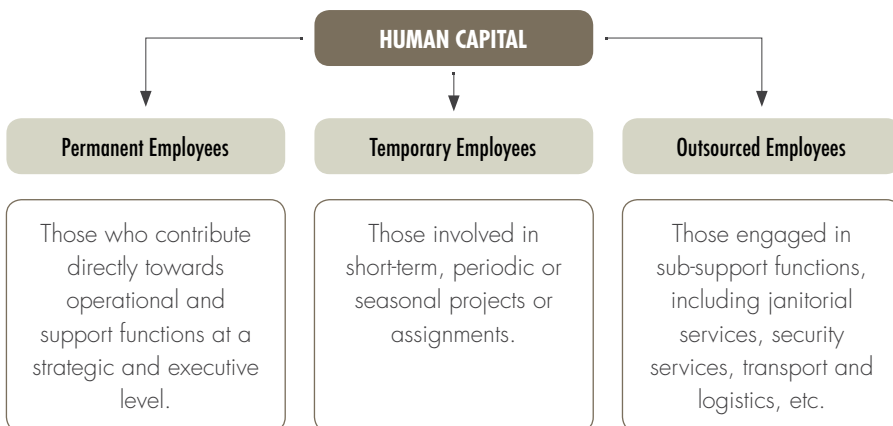 HUMAN CAPITAL
Permanent Employees
Those who contribute
directly towards
operational and
support functions at a
strategic and executive
level.
Temporary Employees
Those involved in
short-term, periodic or
seasonal projects or
assignments.
Outsourced Employees
Those engaged in
sub-support functions,
including janitorial
services, security
services, transport and
logistics, etc.